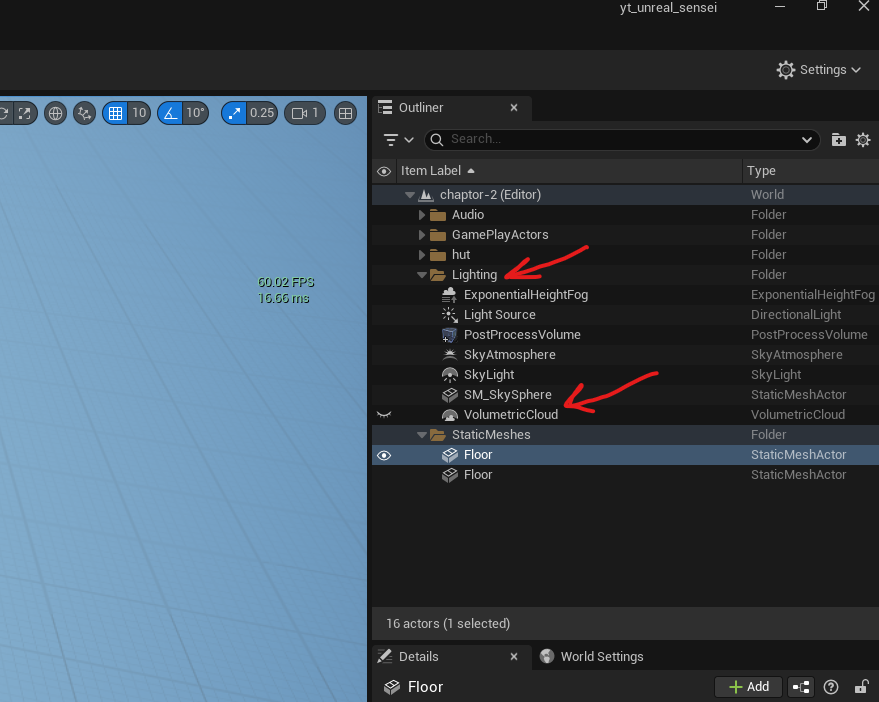 yt_unreal_sensei
Settings
10 10° 0.25 1
Outliner
Search...
Item Label Type
chaptor-2 (Editor) World
Audio Folder
GamePlayActors Folder
hut Folder
Lighting Folder
ExponentialHeightFog ExponentialHeightFog
Light Source DirectionalLight
PostProcessVolume PostProcessVolume
SkyAtmosphere SkyAtmosphere
SkyLight SkyLight
SM_SkySphere StaticMeshActor
VolumetricCloud VolumetricCloud
StaticMeshes Folder
Floor StaticMeshActor
Floor StaticMeshActor
60.02 FPS
16.66 ms
16 actors (1 selected)
Details World Settings
Floor Add